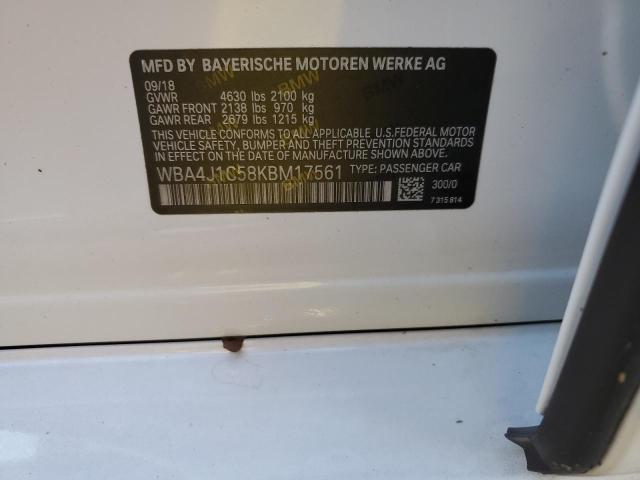 MFD BY BAYERISCHE MOTOREN WERKE AG
09/18
GVWR 4630 lbs 2100 kg
GAWR FRONT 2138 lbs 970 kg
GAWR REAR 2679 lbs 1215 kg
THIS VEHICLE CONFORMS TO ALL APPLICABLE U.S.FEDERAL MOTOR
VEHICLE SAFETY, BUMPER, AND THEFT PREVENTION
STANDARDS IN EFFECT ON THE DATE OF MANUFACTURE SHOWN ABOVE.
WBA4J1C58KBM17561 TYPE: PASSENGER CAR
300/0
7 315 814
BMW